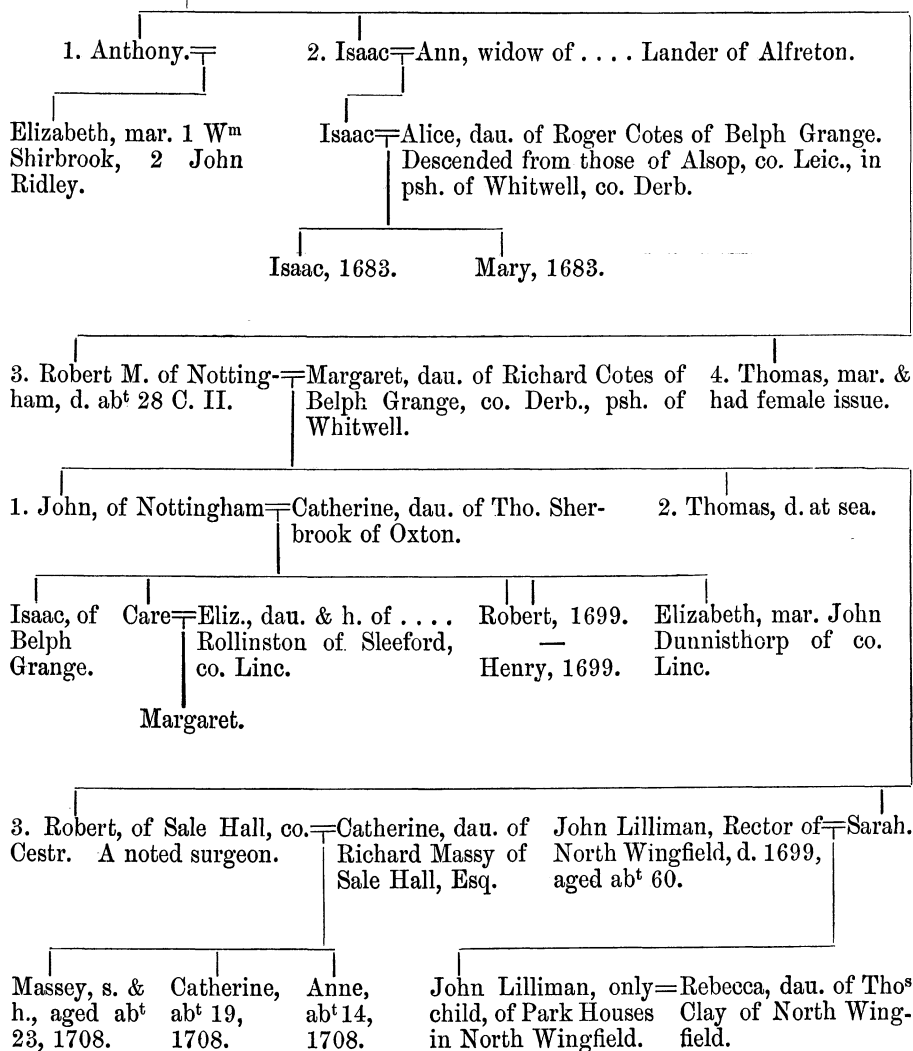 1. Anthony.
2. Isaac=Ann, widow of .... Lander of Alfreton.
Elizabeth, mar. 1 Wᵐ
Shirbrook, 2 John
Ridley.
Isaac=Alice, dau. of Roger Cotes of Belph Grange.
Descended from those of Alsop, co. Leic., in
psh. of Whitwell, co. Derb.
Isaac, 1683.
Mary, 1683.
3. Robert M. of Notting-
ham, d. abᵗ 28 C. II.
=Margaret, dau. of Richard Cotes of
Belph Grange, co. Derb., psh. of
Whitwell.
4. Thomas, mar. &
had female issue.
1. John, of Nottingham=Catherine, dau. of Tho. Sher-
brook of Oxton.
2. Thomas, d. at sea.
Isaac, of
Belph
Grange.
Care=Eliz., dau. & h. of ....
Rollinston of Sleeford,
co. Linc.
Robert, 1699.
—
Henry, 1699.
Elizabeth, mar. John
Dunnisthorp of co.
Linc.
Margaret.
3. Robert, of Sale Hall, co.
Cestr. A noted surgeon.
=Catherine, dau. of
Richard Massy of
Sale Hall, Esq.
John Lilliman, Rector of=Sarah.
North Wingfield, d. 1699,
aged abᵗ 60.
Massey, s. &
h., aged abᵗ
23, 1708.
Catherine,
abᵗ 19,
1708.
Anne,
abᵗ 14,
1708.
John Lilliman, only
child, of Park Houses
in North Wingfield.
=Rebecca, dau. of Thoˢ
Clay of North Wing-
field.